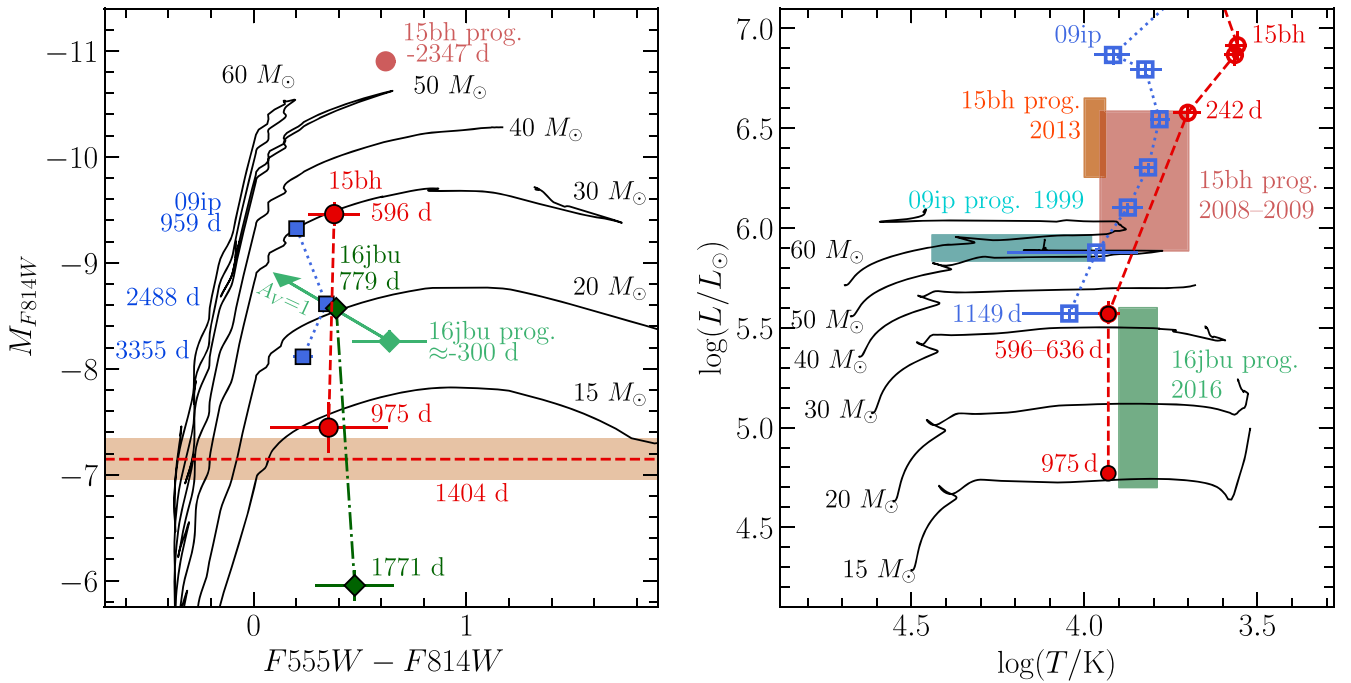 15bh prog.
-2347 d
60 M⊙
50 M⊙
40 M⊙
30 M⊙
20 M⊙
15 M⊙
09ip
959 d
15bh
596 d
16jbu
779 d
2488 d
A_V=1
16jbu prog.
≈-300 d
3355 d
975 d
1404 d
1771 d
−11
−10
−9
−8
−7
−6
M_{F814W}
0
1
F555W − F814W
09ip
15bh
15bh prog.
2013
242 d
15bh prog.
2008–2009
09ip prog. 1999
60 M⊙
50 M⊙
40 M⊙
30 M⊙
20 M⊙
15 M⊙
1149 d
596–636 d
16jbu prog.
2016
975 d
7.0
6.5
6.0
5.5
5.0
4.5
log(L/L⊙)
4.5
4.0
3.5
log(T/K)